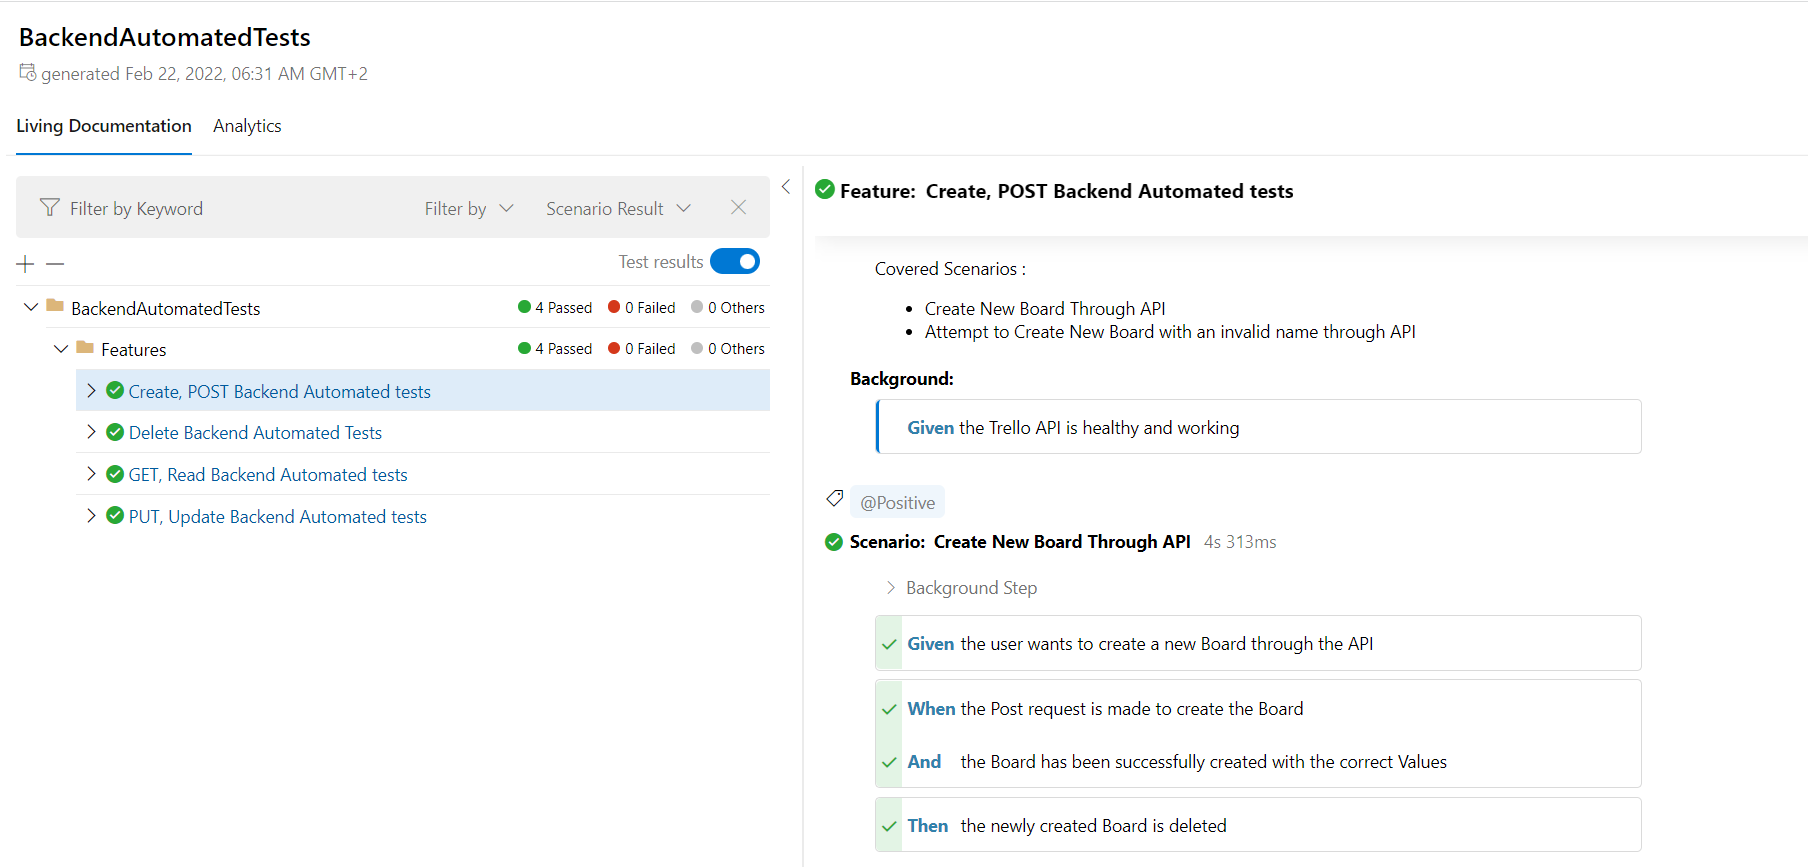 BackendAutomatedTests
generated Feb 22, 2022, 06:31 AM GMT+2
Living Documentation Analytics
Filter by Keyword Filter by Scenario Result
Test results
BackendAutomatedTests 4 Passed 0 Failed 0 Others
Features 4 Passed 0 Failed 0 Others
Create, POST Backend Automated tests
Delete Backend Automated Tests
GET, Read Backend Automated tests
PUT, Update Backend Automated tests
Feature: Create, POST Backend Automated tests
Covered Scenarios :
• Create New Board Through API
• Attempt to Create New Board with an invalid name through API
Background:
Given the Trello API is healthy and working
@Positive
Scenario: Create New Board Through API 4s 313ms
Background Step
Given the user wants to create a new Board through the API
When the Post request is made to create the Board
And the Board has been successfully created with the correct Values
Then the newly created Board is deleted